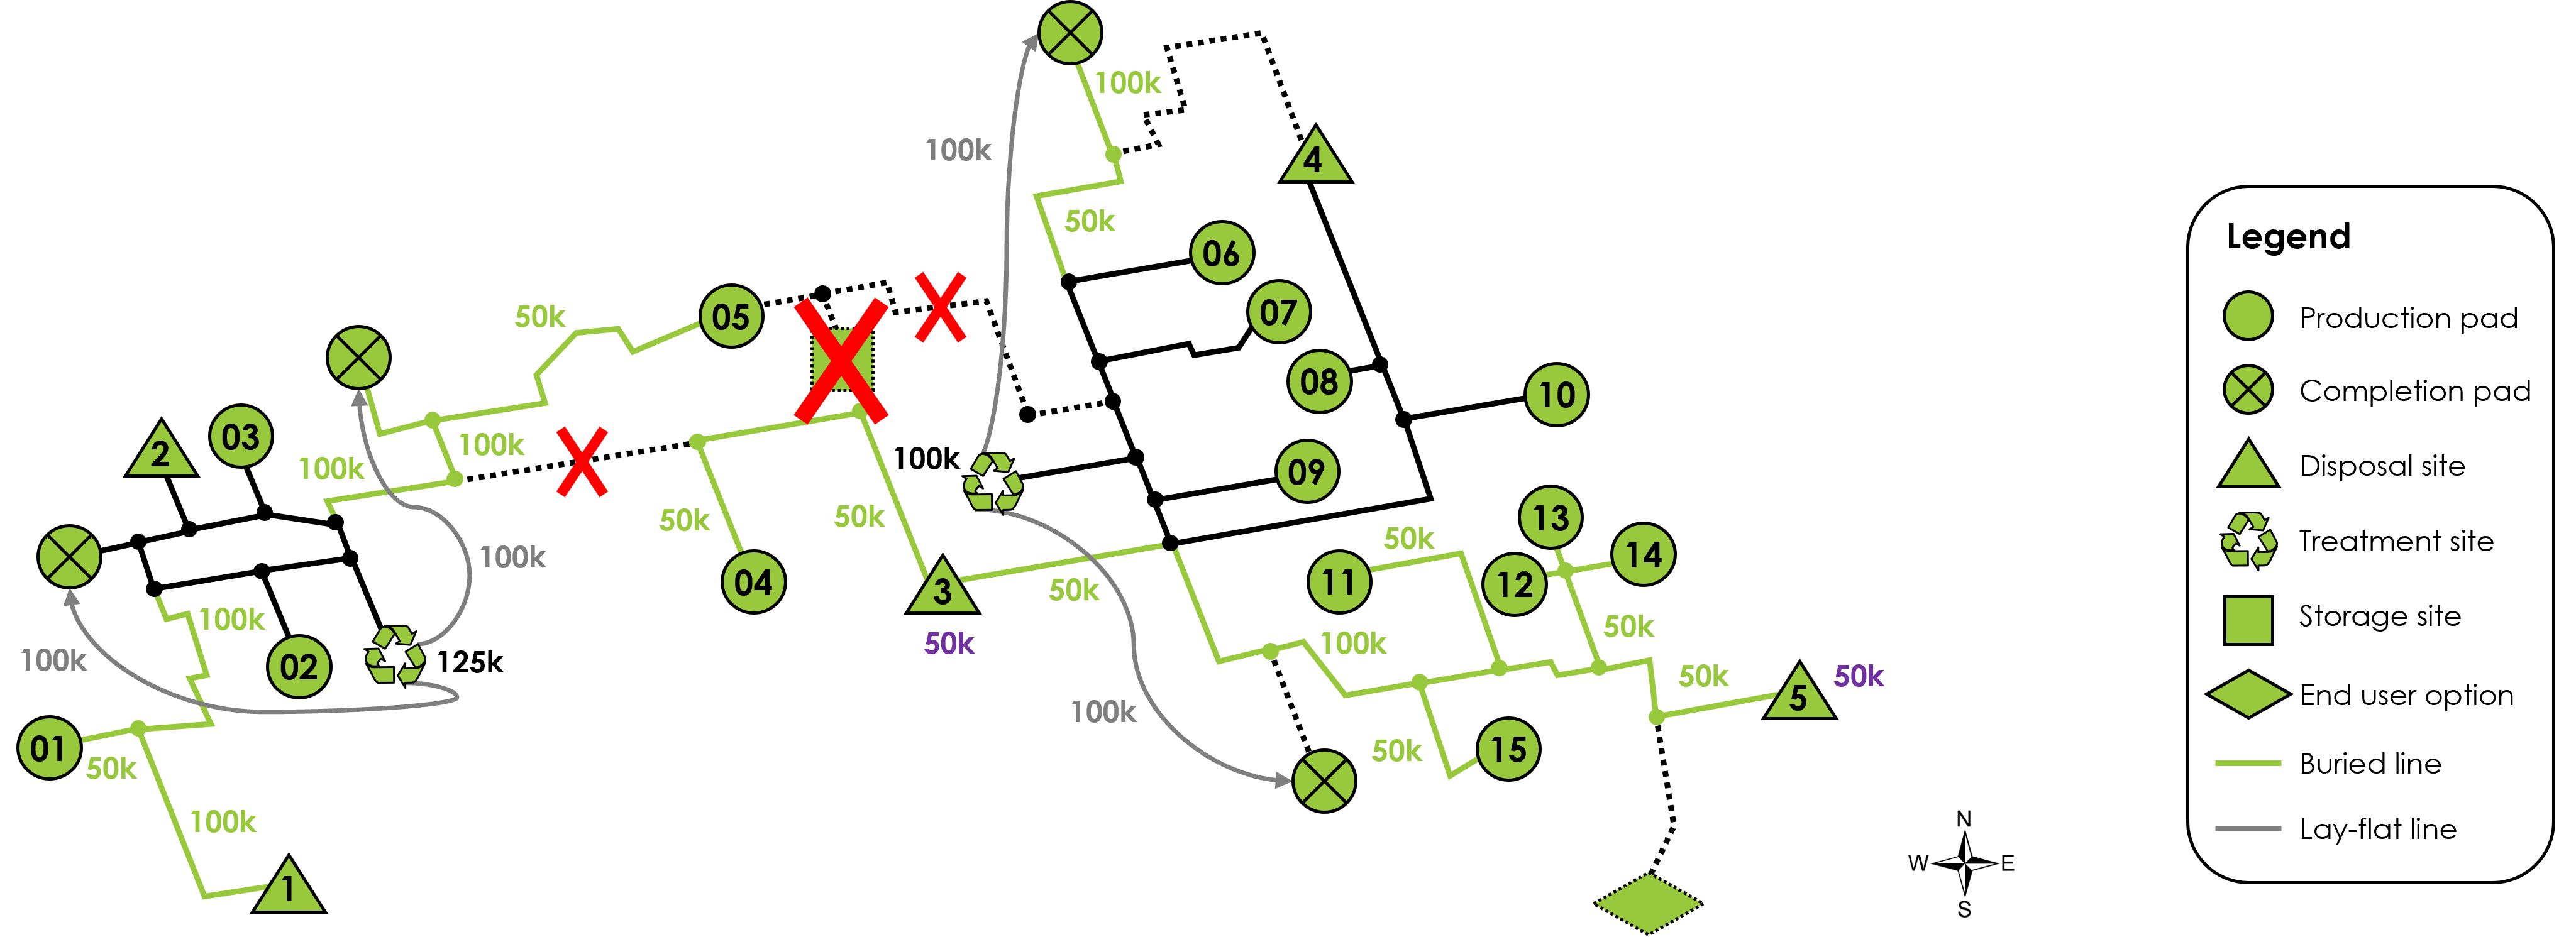 100k
100k
4
50k
06
07
05
50k
08
10
03
2
100k
100k
100k
09
50k
50k
13
14
12
11
50k
04
3
50k
50k
100k
100k
02
125k
100k
50k
100k
50k
50k
5
50k
100k
01
50k
50k
15
100k
1
N
W E
S
Legend
Production pad
Completion pad
Disposal site
Treatment site
Storage site
End user option
Buried line
Lay-flat line